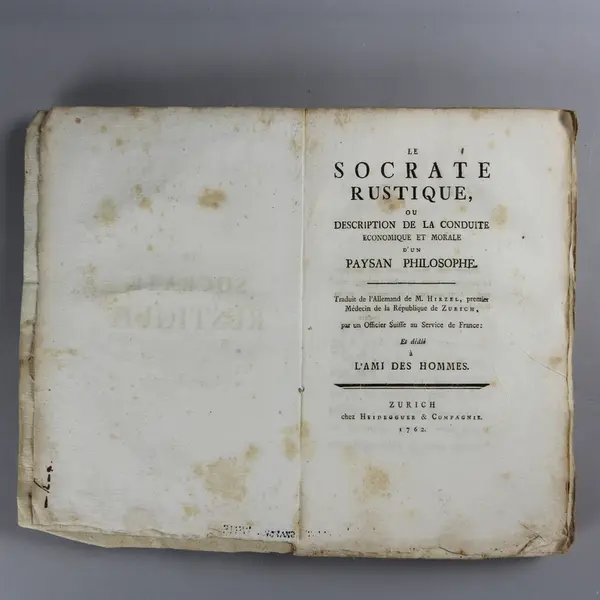 LE
SOCRATE
RUSTIQUE,
OU
DESCRIPTION DE LA CONDUITE
ECONOMIQUE ET MORALE
D'UN
PAYSAN PHILOSOPHE.
Traduit de l'Allemand de M. HIRZEL, premier
Médecin de la République de ZURICH,
par un Officier Suisse au Service de France:
Et dédié
à
L'AMI DES HOMMES.
ZURICH
chez HEIDEGGUER & COMPAGNIE.
1762.